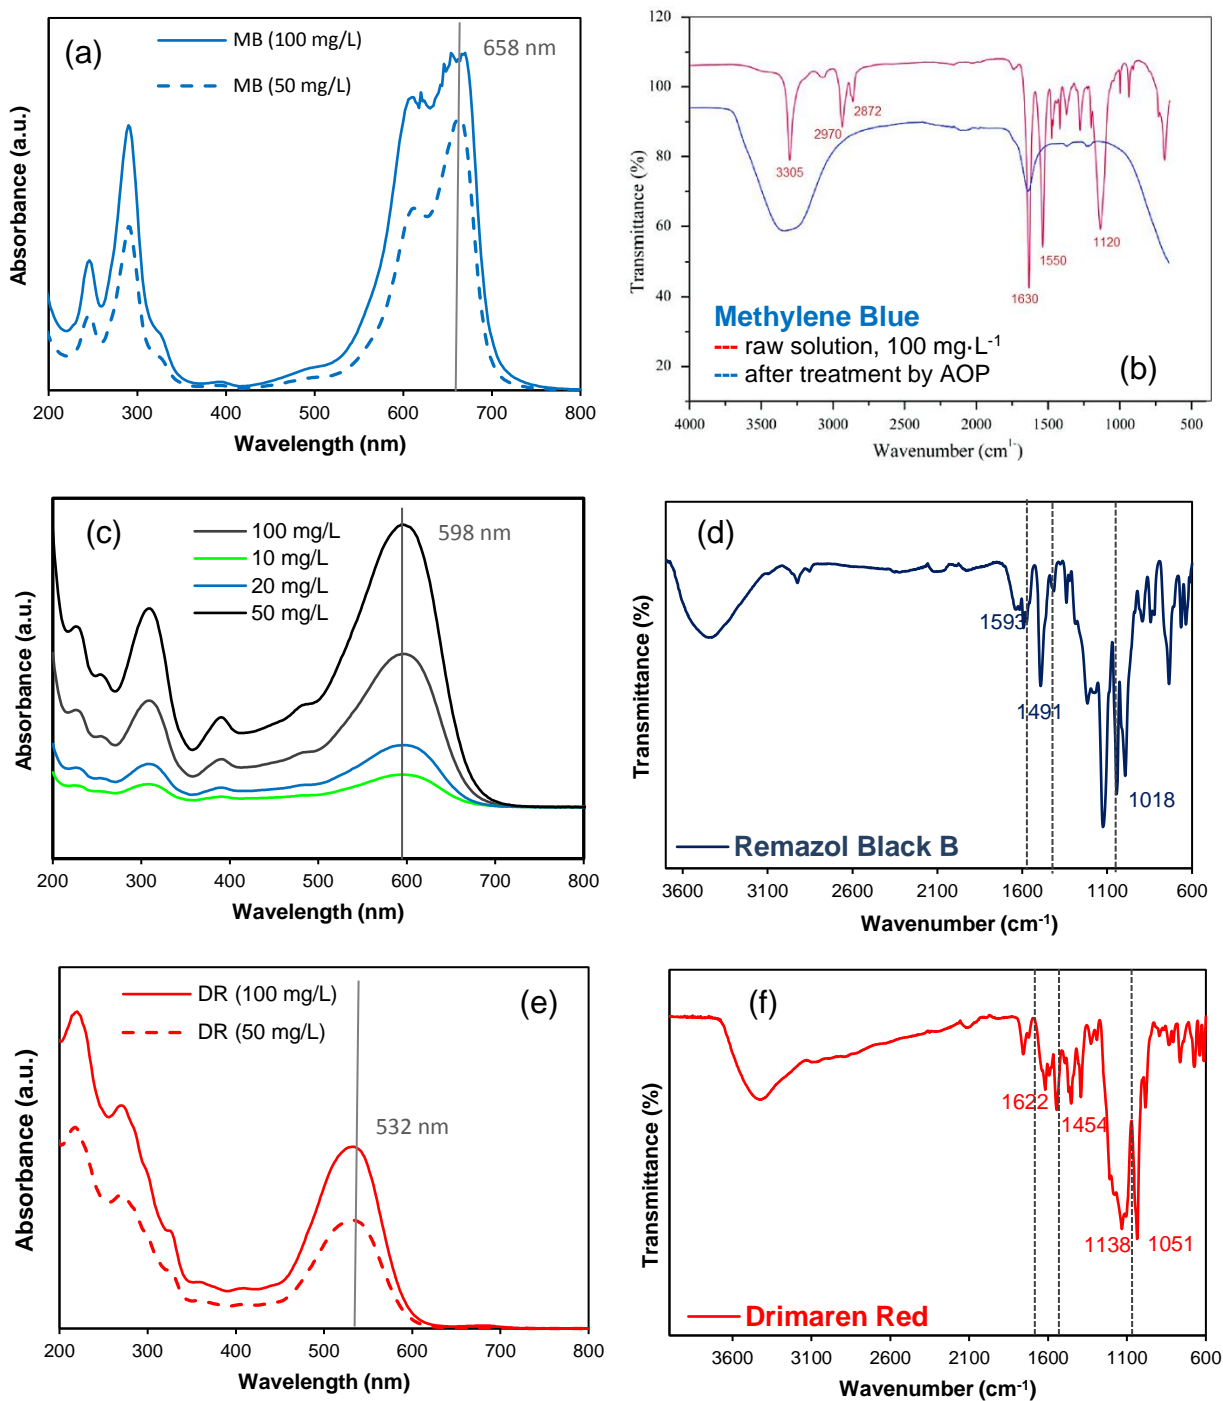 (a)
MB (100 mg/L)
MB (50 mg/L)
658 nm
Absorbance (a.u.)
200 300 400 500 600 700 800
Wavelength (nm)
120
100
80
60
40
20
Transmittance (%)
3305
2970
2872
1630
1550
1120
Methylene Blue
raw solution, 100 mg·L⁻¹
after treatment by AOP
(b)
4000 3500 3000 2500 2000 1500 1000 500
Wavenumber (cm¹⁻)
(c)
100 mg/L
10 mg/L
20 mg/L
50 mg/L
598 nm
Absorbance (a.u.)
200 300 400 500 600 700 800
Wavelength (nm)
(d)
Transmittance (%)
1593
1491
1018
Remazol Black B
3600 3100 2600 2100 1600 1100 600
Wavenumber (cm⁻¹)
DR (100 mg/L)
DR (50 mg/L)
(e)
532 nm
Absorbance (a.u.)
200 300 400 500 600 700 800
Wavelength (nm)
(f)
Transmittance (%)
1622
1454
1138
1051
Drimaren Red
3600 3100 2600 2100 1600 1100 600
Wavenumber (cm⁻¹)